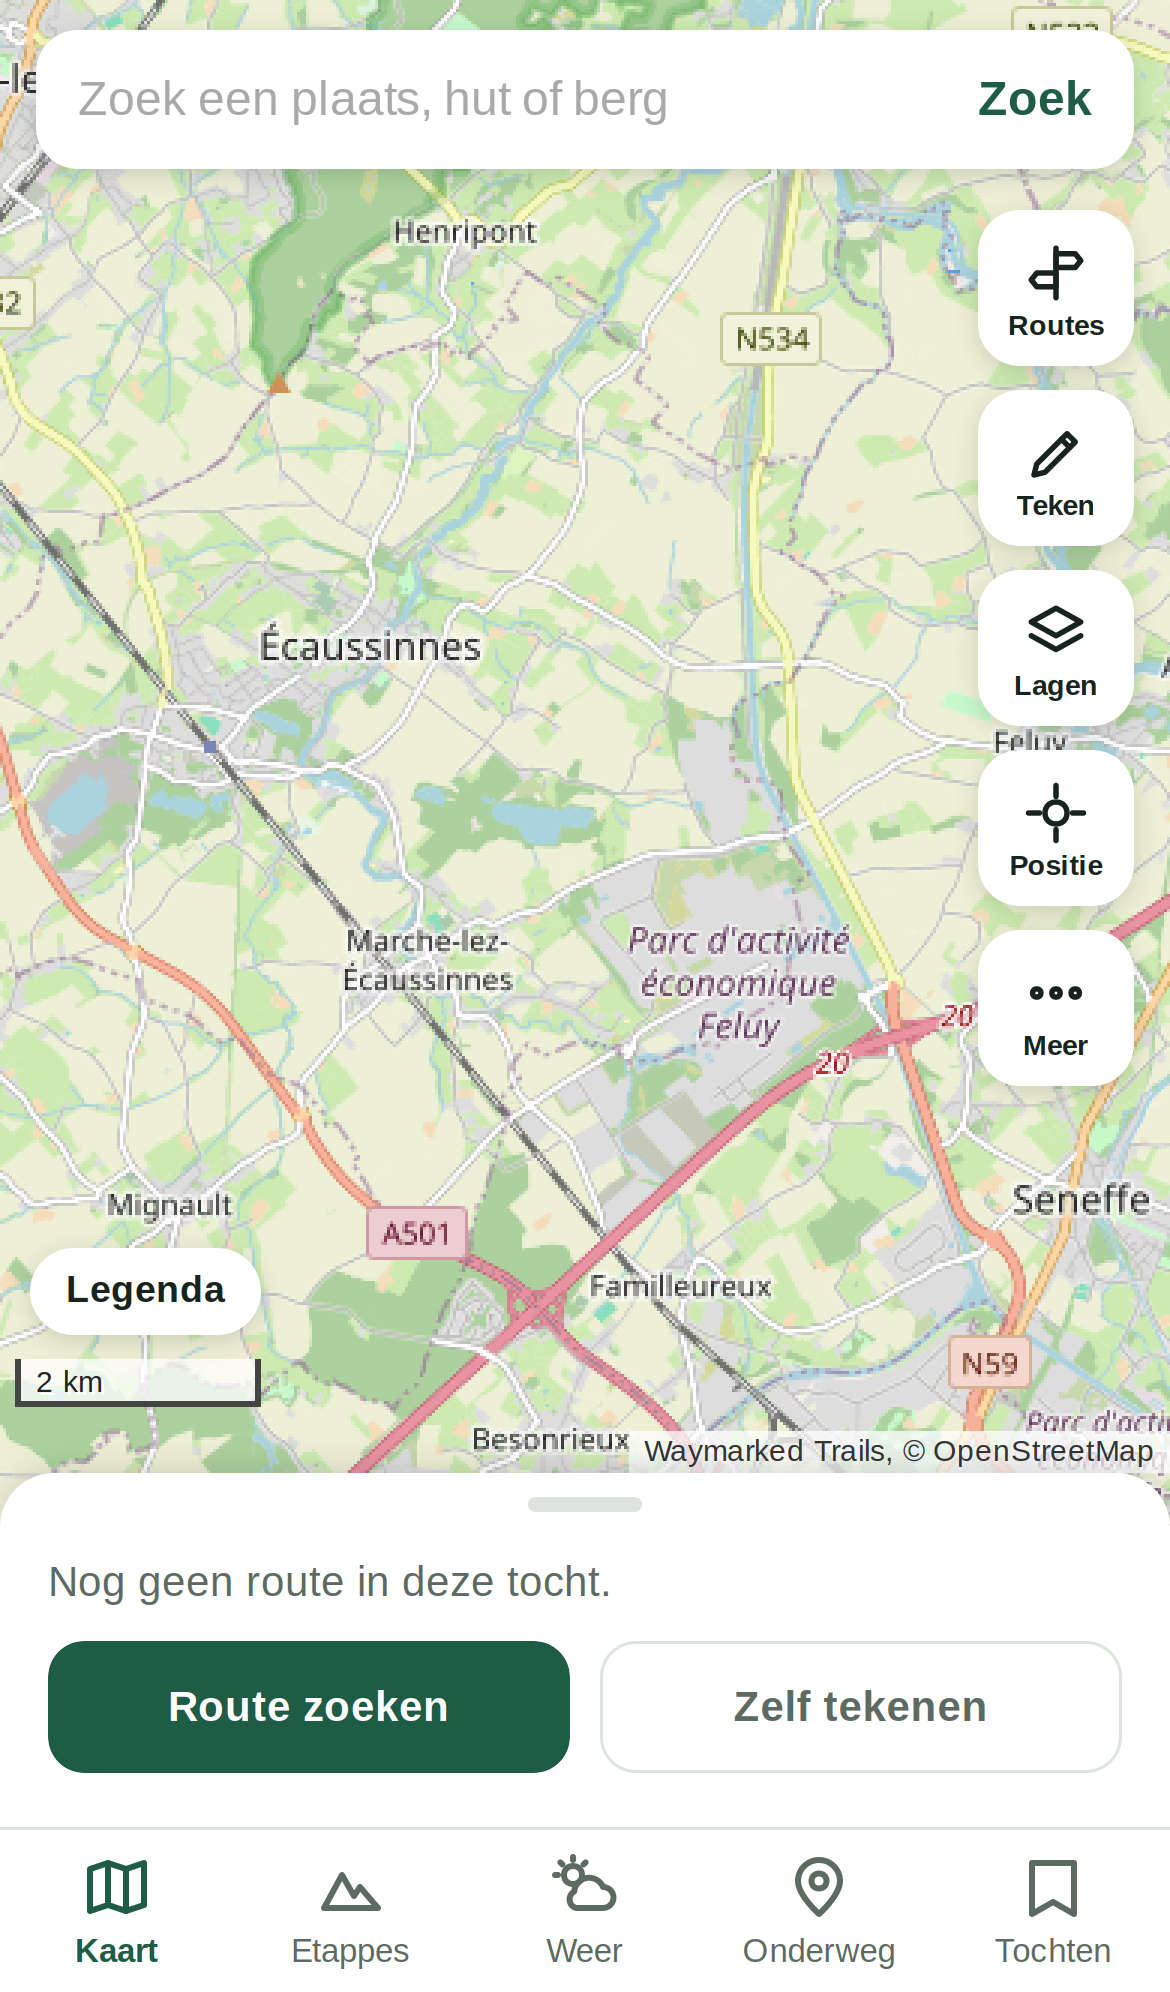 Zoek een plaats, hut of berg
Zoek
Henripont
N534
Routes
Teken
Écaussinnes
Lagen
Feluy
Positie
Marche-lez-
Écaussinnes
Parc d'activité
économique
Feluy
20
20
Meer
Mignault
A501
Seneffe
Legenda
Familleureux
2 km
N59
Besonrieux
Waymarked Trails, © OpenStreetMap
Nog geen route in deze tocht.
Route zoeken
Zelf tekenen
Kaart
Etappes
Weer
Onderweg
Tochten